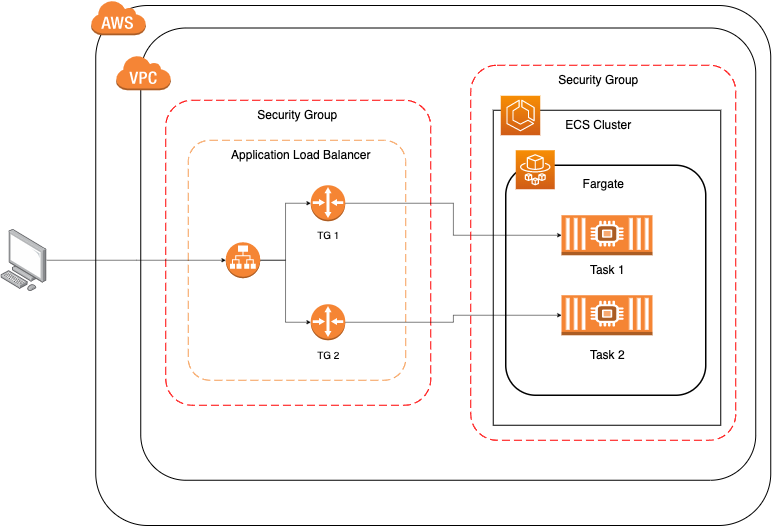 AWS
VPC
Security Group
Security Group
ECS Cluster
Application Load Balancer
Fargate
TG 1
Task 1
TG 2
Task 2